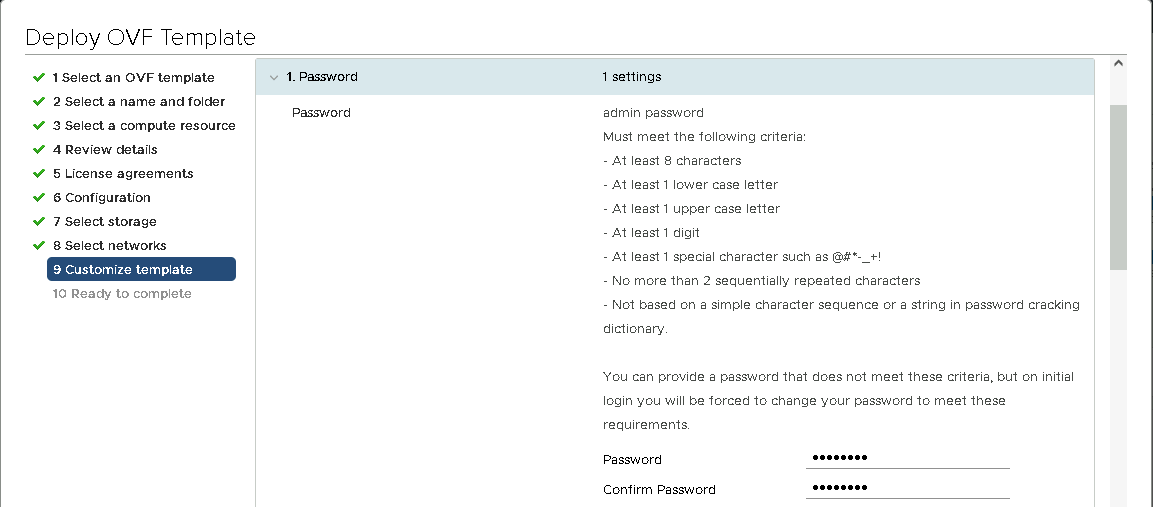 Deploy OVF Template
1 Select an OVF template
2 Select a name and folder
3 Select a compute resource
4 Review details
5 License agreements
6 Configuration
7 Select storage
8 Select networks
9 Customize template
10 Ready to complete
1. Password 1 settings
Password admin password
Must meet the following criteria:
- At least 8 characters
- At least 1 lower case letter
- At least 1 upper case letter
- At least 1 digit
- At least 1 special character such as @#*-_+!
- No more than 2 sequentially repeated characters
- Not based on a simple character sequence or a string in password cracking
dictionary.
You can provide a password that does not meet these criteria, but on initial
login you will be forced to change your password to meet these
requirements.
Password ••••••••
Confirm Password ••••••••